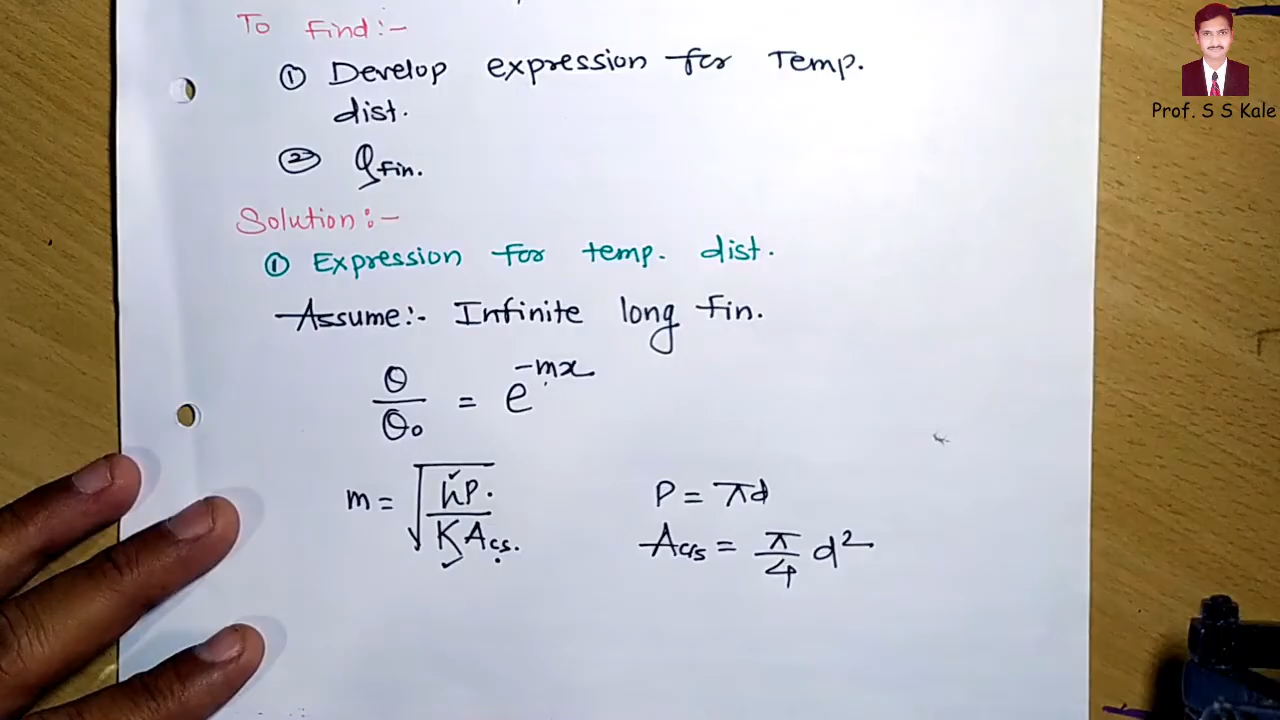 To Find:-
① Develop expression for Temp.
dist.
② Qfin.
Solution:-
① Expression for temp. dist.
Assume:- Infinite long fin.
θ/θ₀ = e^-mx
m = √(hP/KAcs.)
P = πd
Acs = π/4 d²
Prof. S S Kale